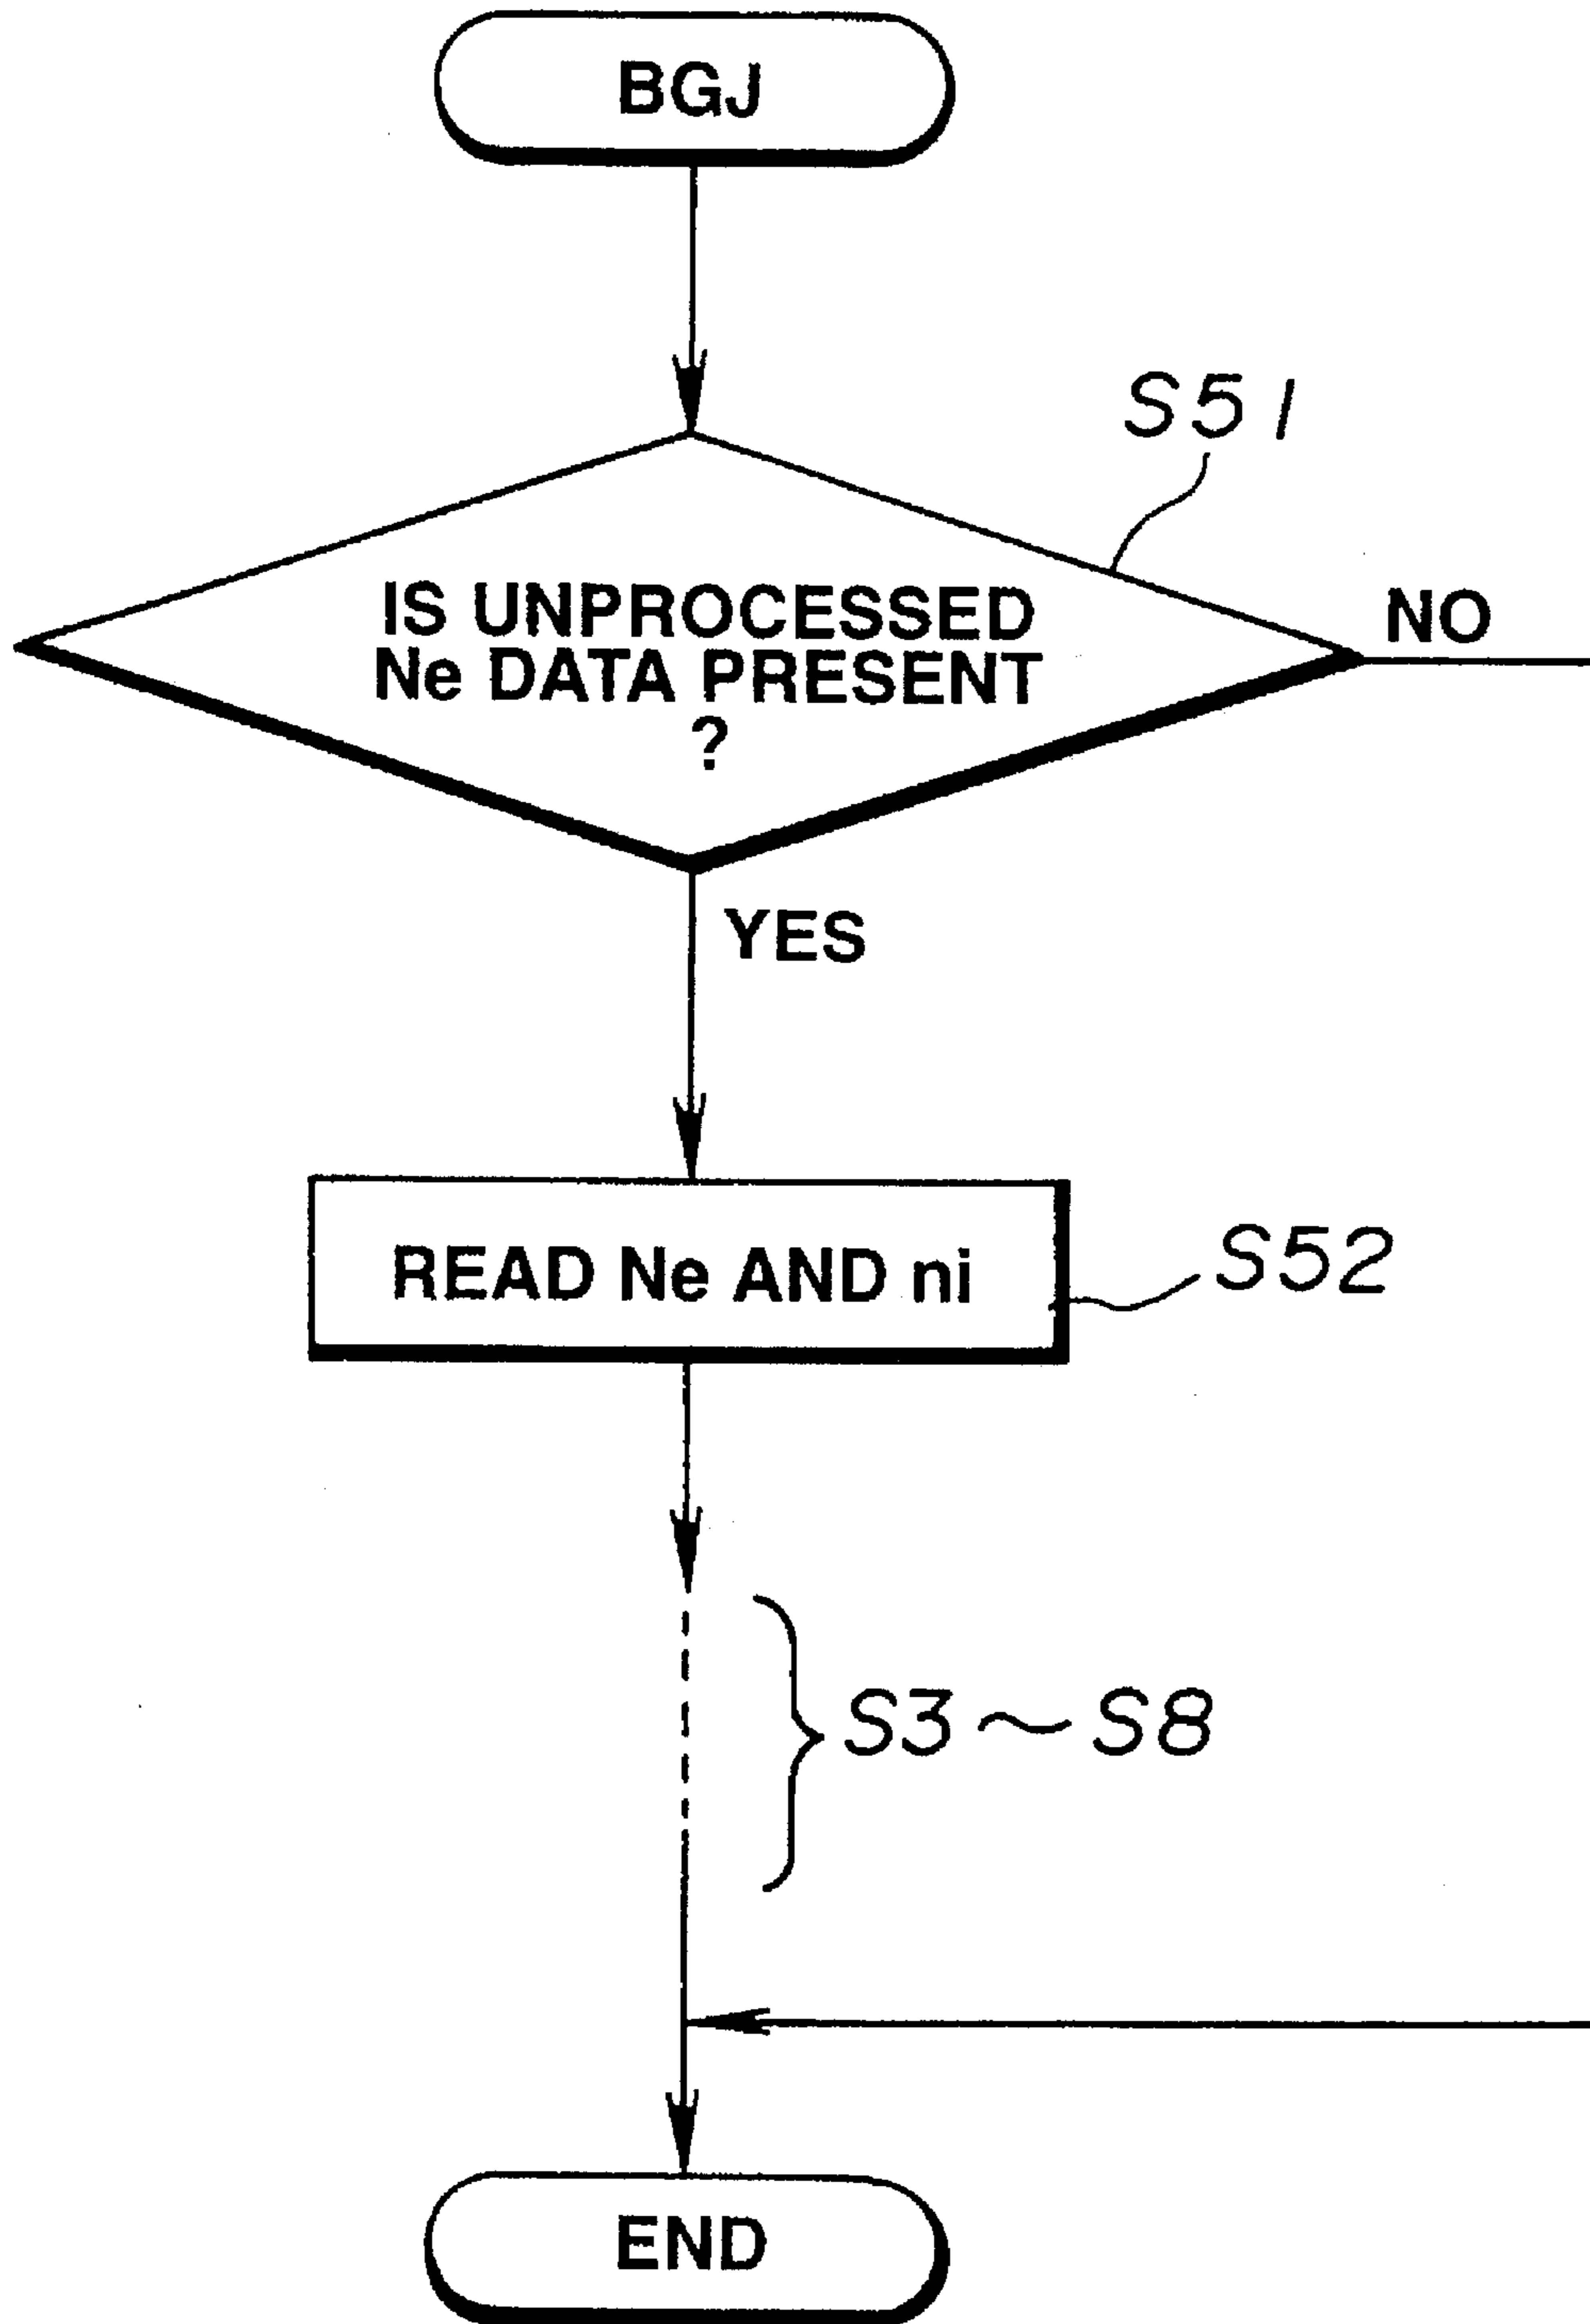 BGJ
S51
IS UNPROCESSED
Ne DATA PRESENT
?
NO
YES
READ Ne AND ni
S52
S3~S8
END